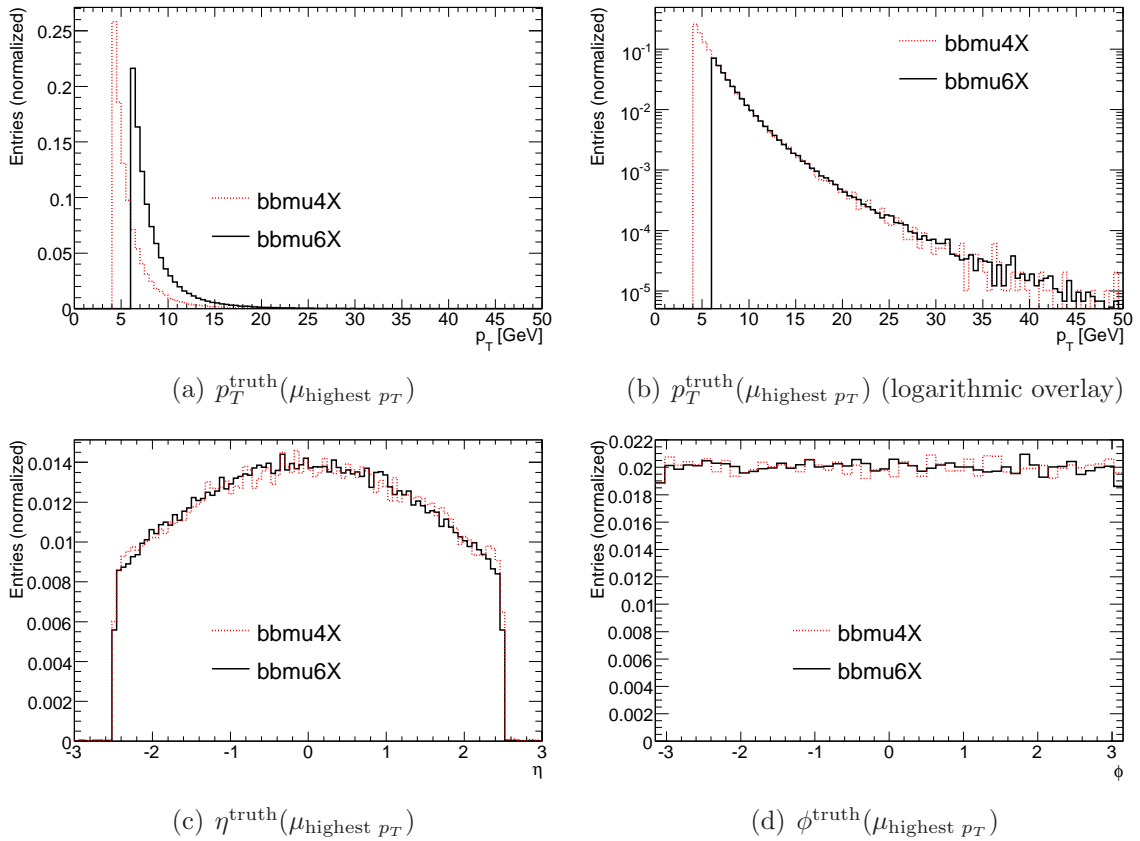 Entries (normalized)
0.25
0.2
0.15
0.1
0.05
0
bbmu4X
bbmu6X
0 5 10 15 20 25 30 35 40 45 50
p_T [GeV]
(a) p_T^truth(μ_highest p_T)
Entries (normalized)
10^-1
10^-2
10^-3
10^-4
10^-5
bbmu4X
bbmu6X
0 5 10 15 20 25 30 35 40 45 50
p_T [GeV]
(b) p_T^truth(μ_highest p_T) (logarithmic overlay)
Entries (normalized)
0.014
0.012
0.01
0.008
0.006
0.004
0.002
0
bbmu4X
bbmu6X
-3 -2 -1 0 1 2 3
η
(c) η^truth(μ_highest p_T)
Entries (normalized)
0.022
0.02
0.018
0.016
0.014
0.012
0.01
0.008
0.006
0.004
0.002
0
bbmu4X
bbmu6X
-3 -2 -1 0 1 2 3
ϕ
(d) ϕ^truth(μ_highest p_T)